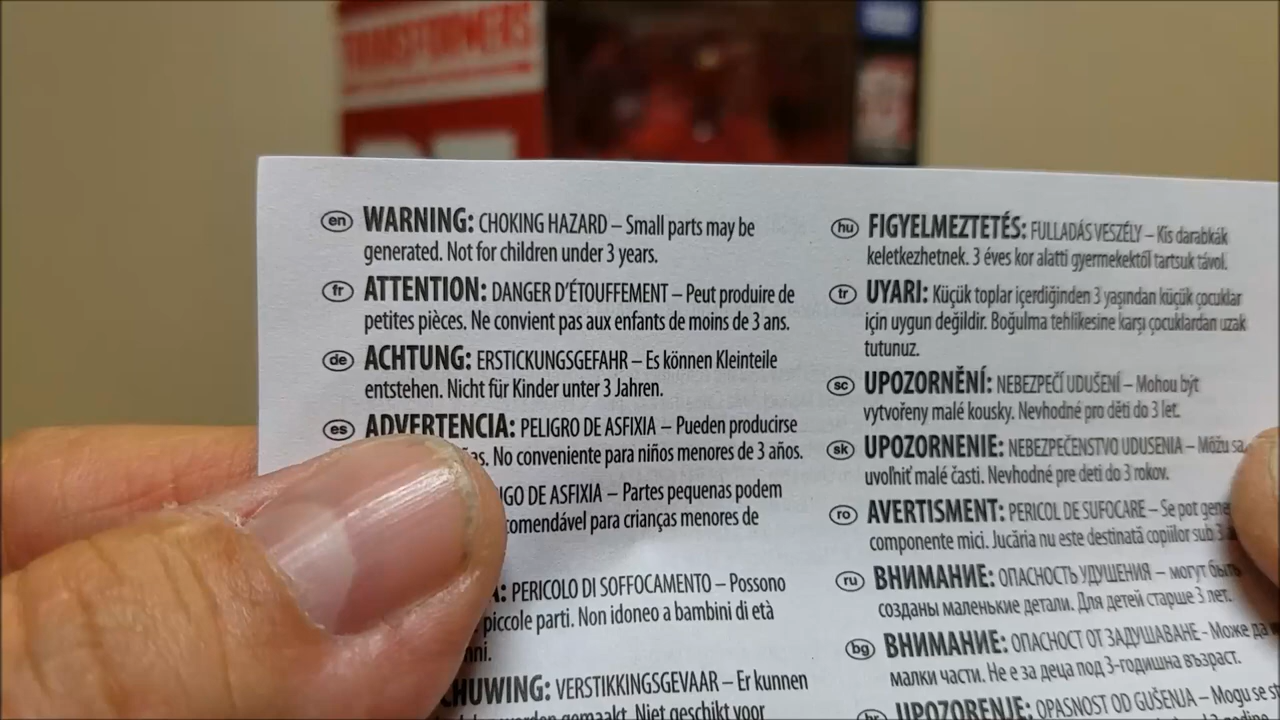 TRANSFORMERS
en WARNING: CHOKING HAZARD – Small parts may be
generated. Not for children under 3 years.
fr ATTENTION: DANGER D'ÉTOUFFEMENT – Peut produire de
petites pièces. Ne convient pas aux enfants de moins de 3 ans.
de ACHTUNG: ERSTICKUNGSGEFAHR – Es können Kleinteile
entstehen. Nicht für Kinder unter 3 Jahren.
es ADVERTENCIA: PELIGRO DE ASFIXIA – Pueden producirse
No conveniente para niños menores de 3 años.
DE ASFIXIA – Partes pequenas podem
para crianças menores de
PERICOLO DI SOFFOCAMENTO – Possono
piccole parti. Non idoneo a bambini di età
VERSTIKKINGSGEVAAR – Er kunnen
gemaakt. Niet geschikt voor
hu FIGYELMEZTETÉS: FULLADÁS VESZÉLY – Kis darabkák
keletkezhetnek. 3 éves kor alatti gyermekektől tartsuk távol.
tr UYARI: Küçük toplar içerdiğinden 3 yaşından küçük çocuklar
için uygun değildir. Boğulma tehlikesine karşı çocuklardan uzak
tutunuz.
sc UPOZORNĚNÍ: NEBEZPEČÍ UDUŠENÍ – Mohou být
vytvořeny malé kousky. Nevhodné pro děti do 3 let.
sk UPOZORNENIE: NEBEZPEČENSTVO UDUSENIA – Môžu sa
uvoľniť malé časti. Nevhodné pre deti do 3 rokov.
ro AVERTISMENT: PERICOL DE SUFOCARE – Se pot
componente mici. Jucăria nu este destinată copiilor sub 3
ru ВНИМАНИЕ: ОПАСНОСТЬ УДУШЕНИЯ – могут быть
созданы маленькие детали. Для детей старше 3 лет.
bg ВНИМАНИЕ: ОПАСНОСТ ОТ ЗАДУШАВАНЕ - Може да
малки части. Не е за деца под 3-годишна възраст.
hr UPOZORENJE: OPASNOST OD GUŠENJA – Mogu se